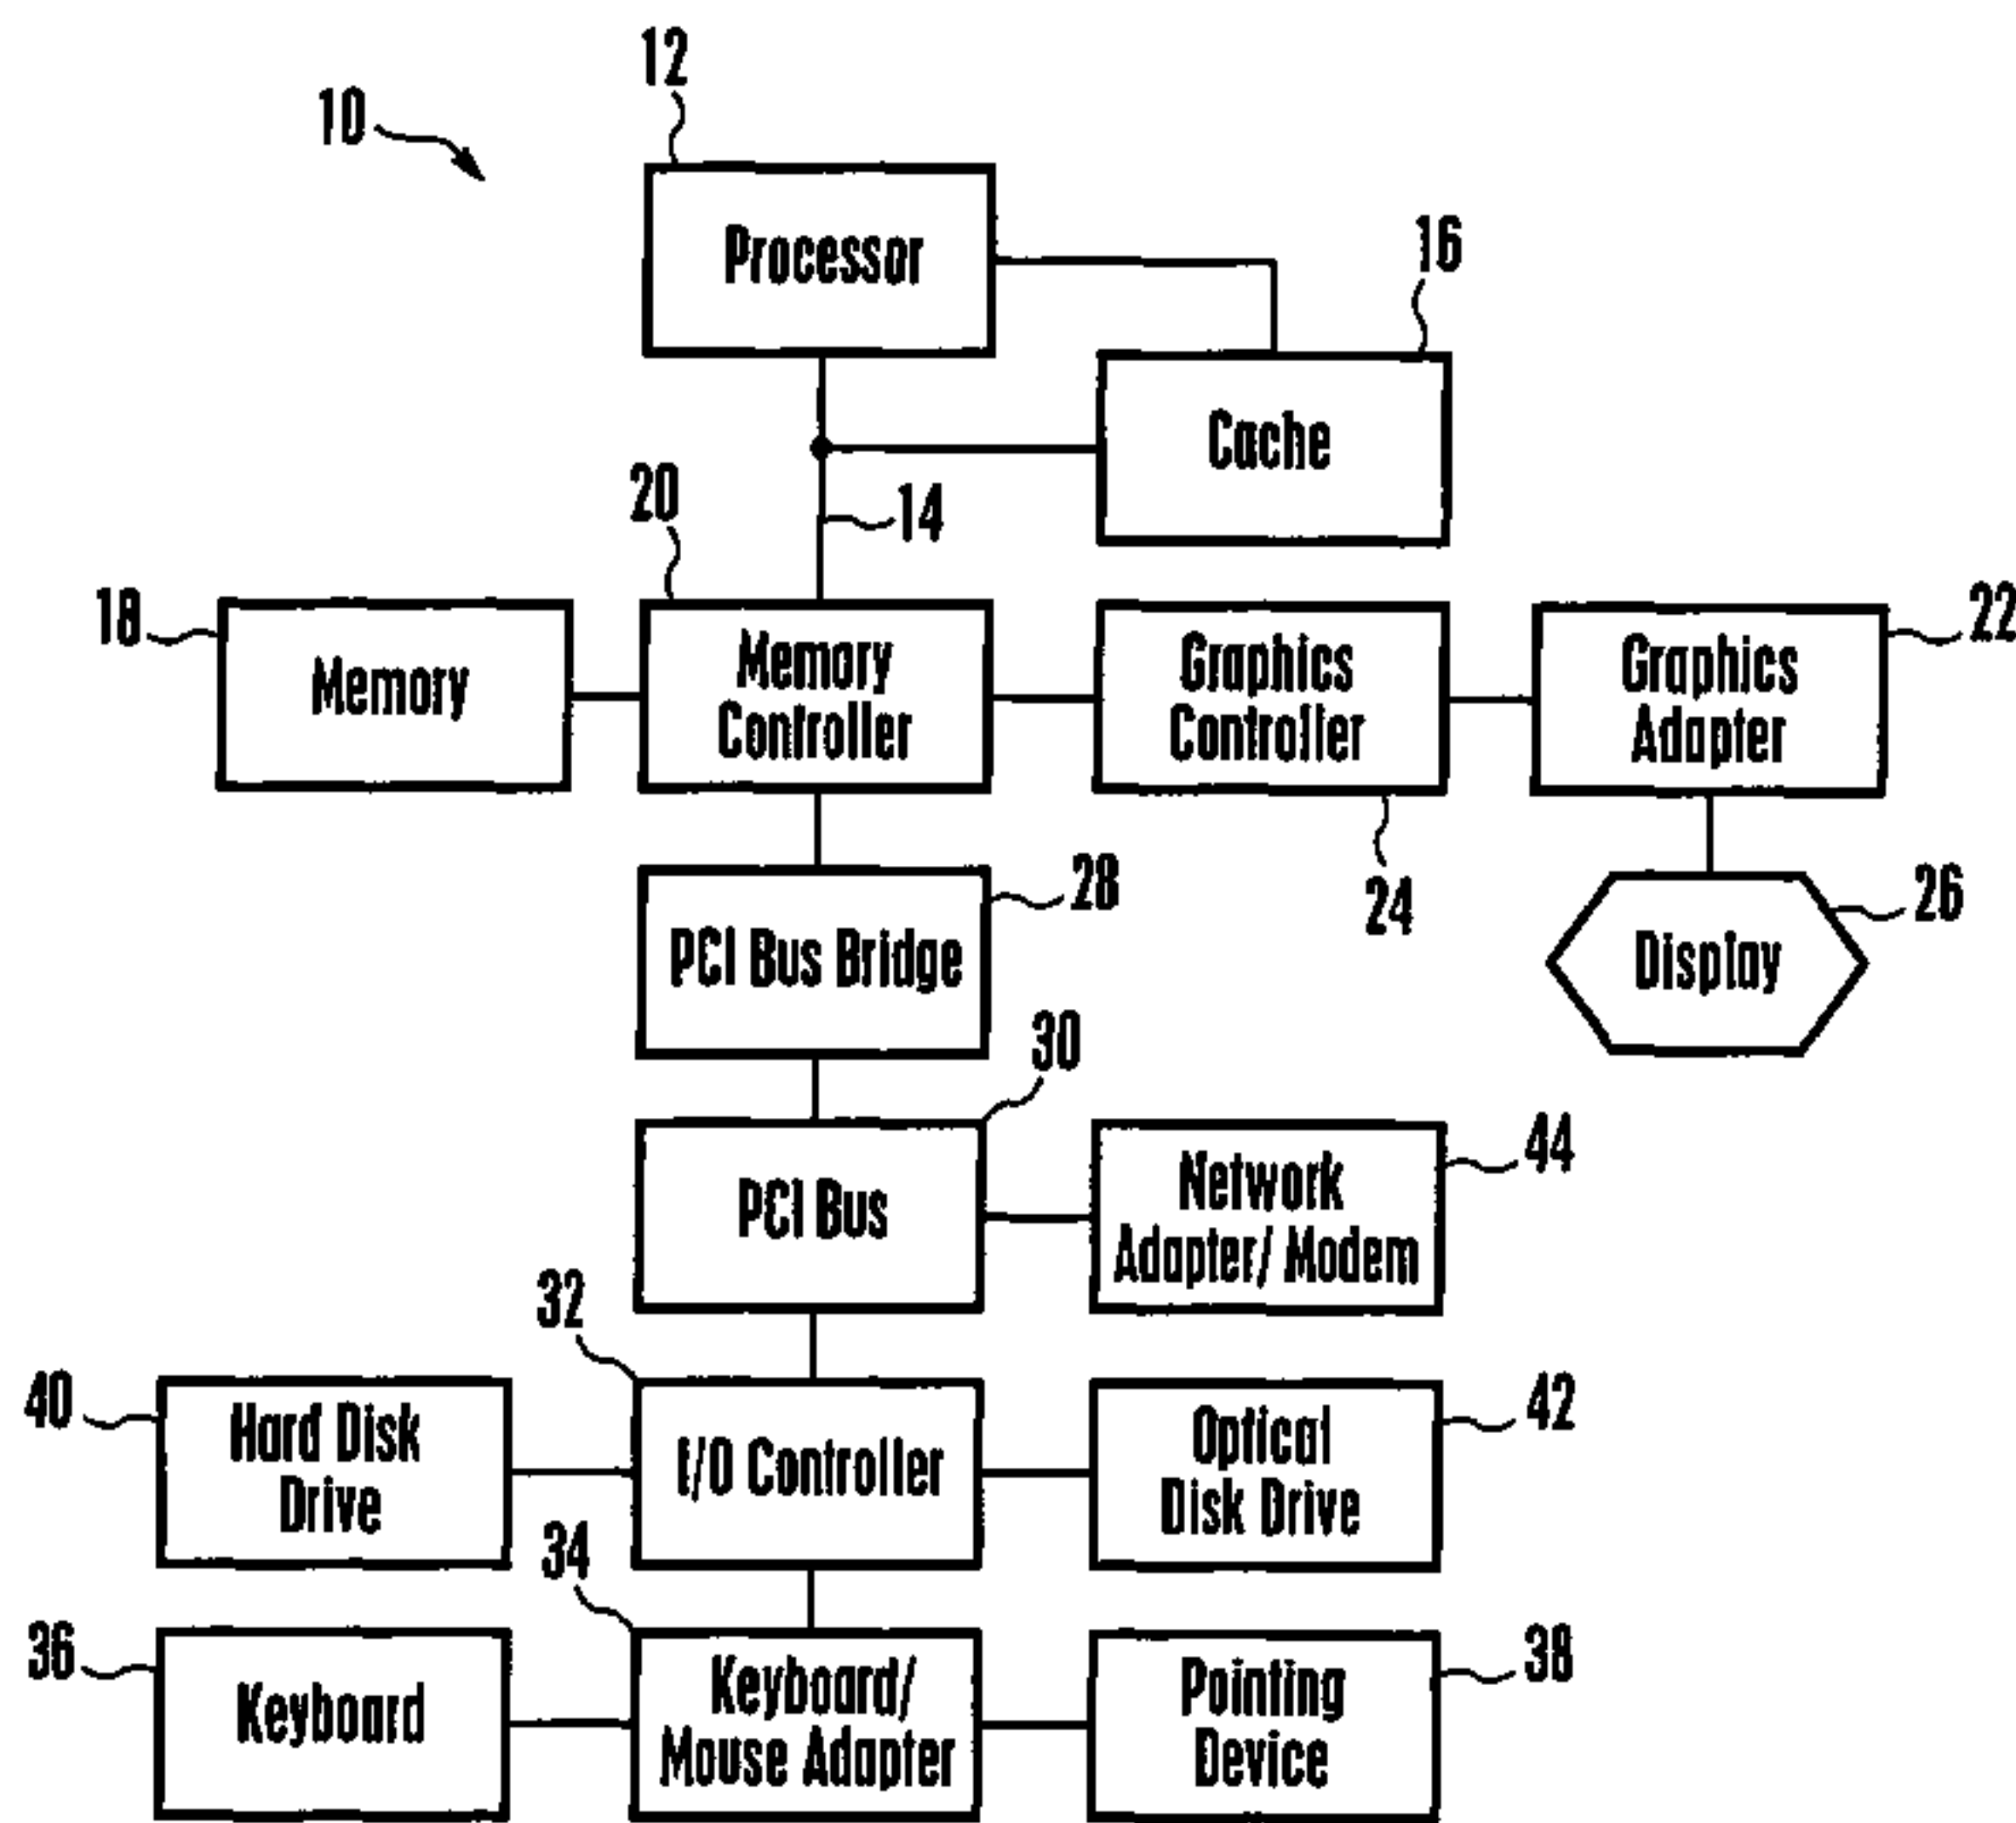 12
10
Processor
16
Cache
20
14
18
Memory
Memory
Controller
Graphics
Controller
Graphics
Adapter
22
28
24
26
PCI Bus Bridge
Display
30
PCI Bus
Network
Adapter/ Modem
44
32
40
Hard Disk
Drive
I/O Controller
Optical
Disk Drive
42
34
36
Keyboard
Keyboard/
Mouse Adapter
Pointing
Device
38